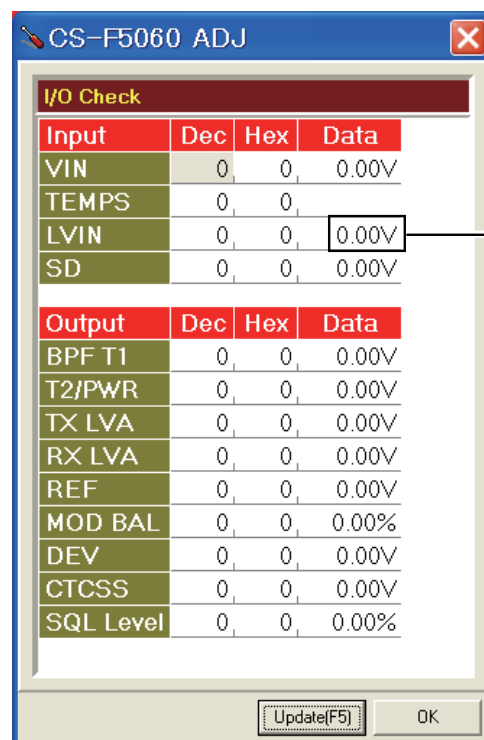 CS-F5060 ADJ
I/O Check
Input Dec Hex Data
VIN 0 0 0.00V
TEMPS 0 0
LVIN 0 0 0.00V
SD 0 0 0.00V
Output Dec Hex Data
BPF T1 0 0 0.00V
T2/PWR 0 0 0.00V
TX LVA 0 0 0.00V
RX LVA 0 0 0.00V
REF 0 0 0.00V
MOD BAL 0 0 0.00%
DEV 0 0 0.00V
CTCSS 0 0 0.00V
SQL Level 0 0 0.00%
Update(F5) OK